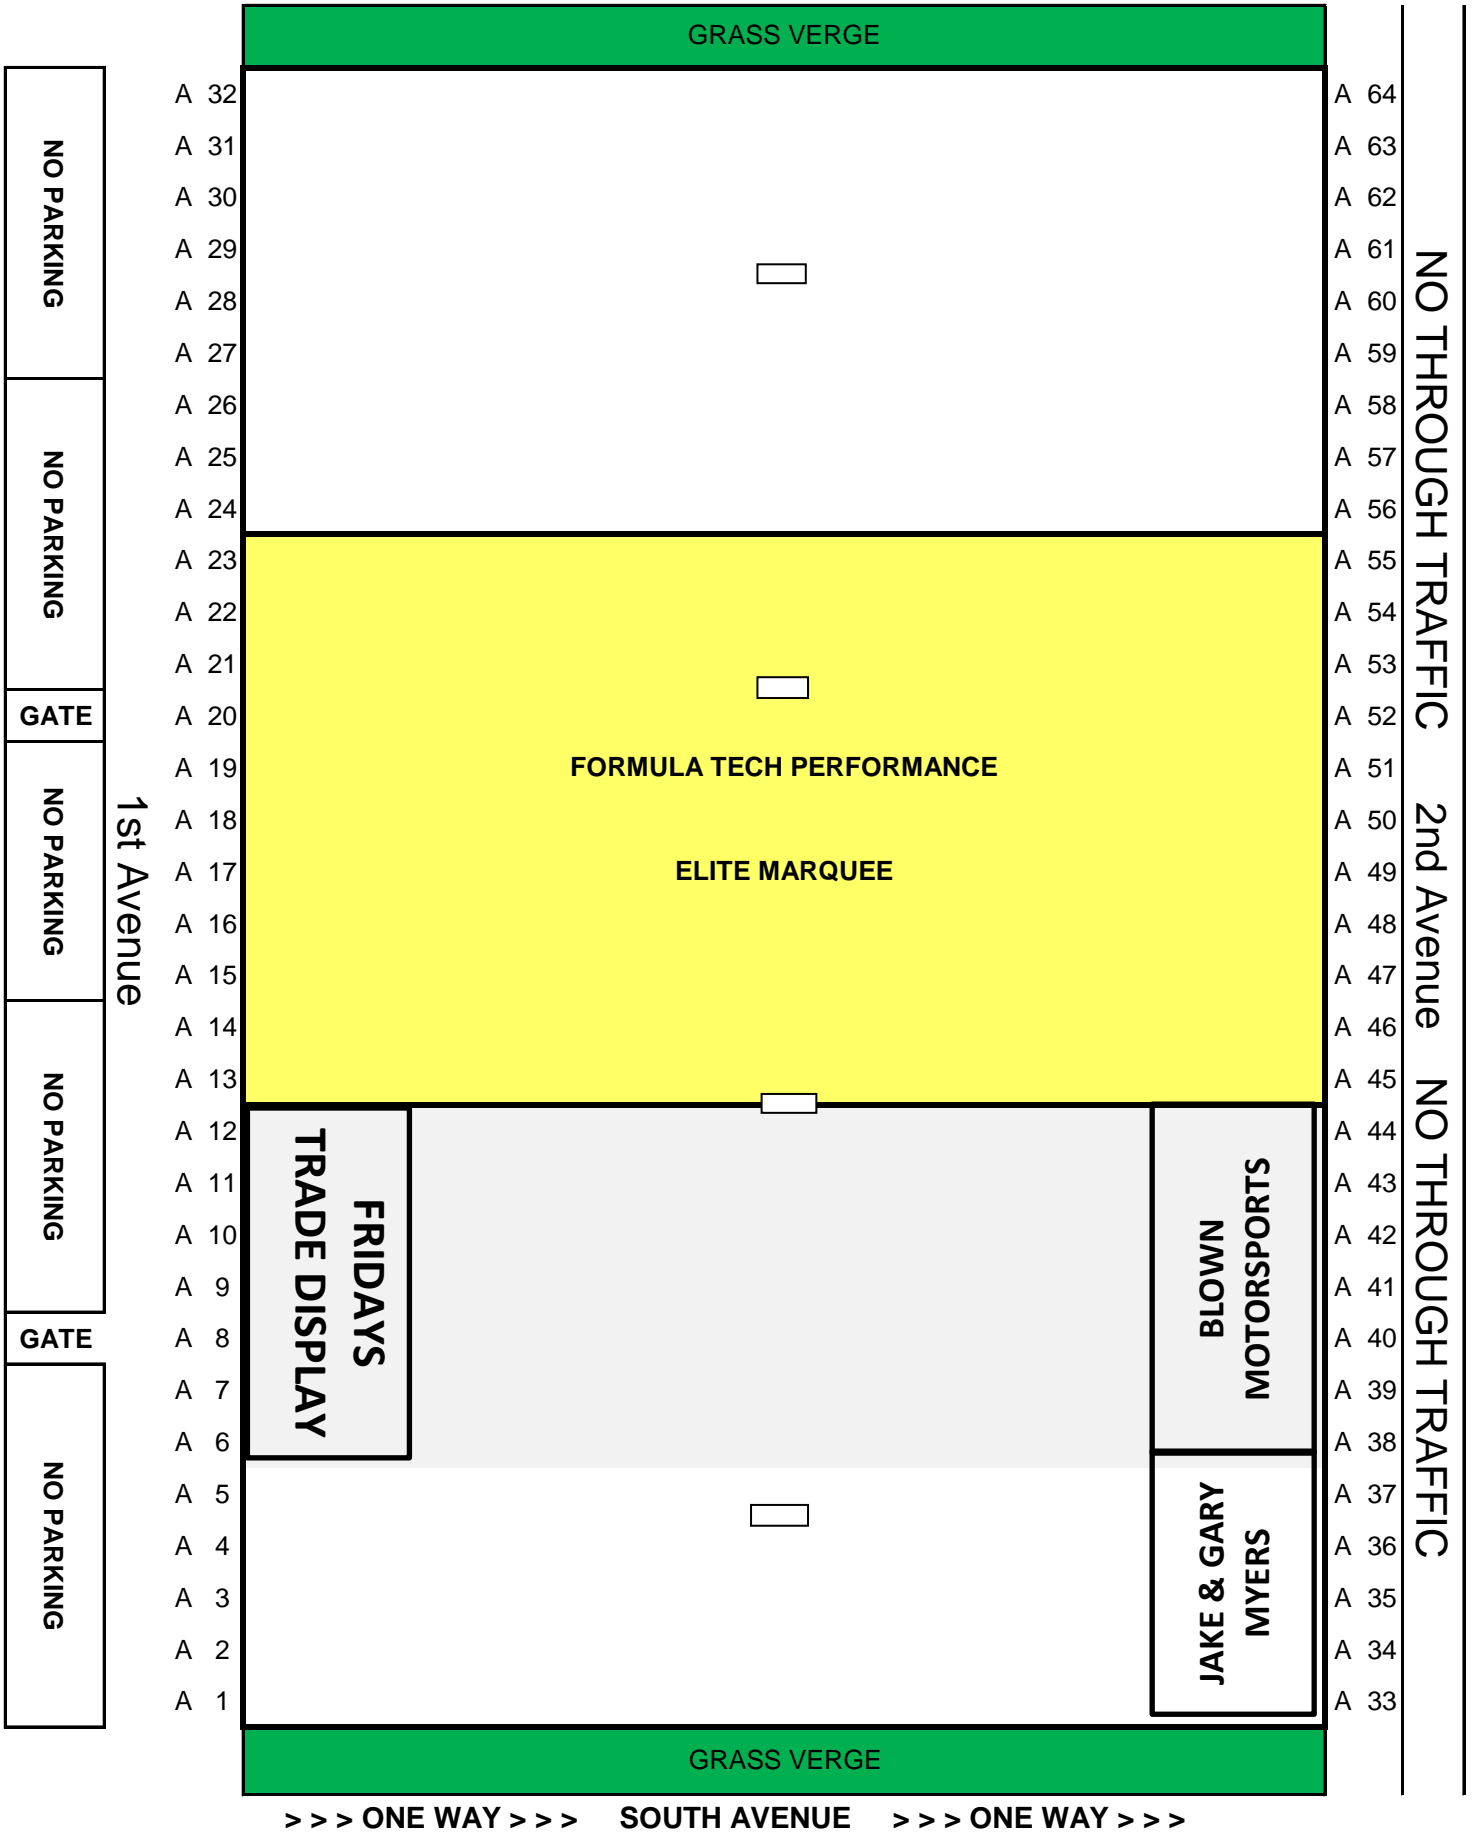 GRASS VERGE
A 32 A 64
A 31 A 63
A 30 A 62
A 29 A 61
A 28 A 60
A 27 A 59
A 26 A 58
A 25 A 57
A 24 A 56
A 23 A 55
A 22 A 54
A 21 A 53
GATE A 20 A 52
A 19 FORMULA TECH PERFORMANCE A 51
A 18 A 50
A 17 ELITE MARQUEE A 49
A 16 A 48
A 15 A 47
A 14 A 46
A 13 A 45
A 12 A 44
A 11 A 43
A 10 A 42
A 9 A 41
GATE A 8 A 40
A 7 A 39
A 6 A 38
A 5 A 37
A 4 A 36
A 3 A 35
A 2 A 34
A 1 A 33
NO PARKING
NO PARKING
NO PARKING
NO PARKING
NO PARKING
1st Avenue
FRIDAYS
TRADE DISPLAY
BLOWN
MOTORSPORTS
JAKE & GARY
MYERS
NO THROUGH TRAFFIC 2nd Avenue NO THROUGH TRAFFIC
GRASS VERGE
> > > ONE WAY > > > SOUTH AVENUE > > > ONE WAY > > >